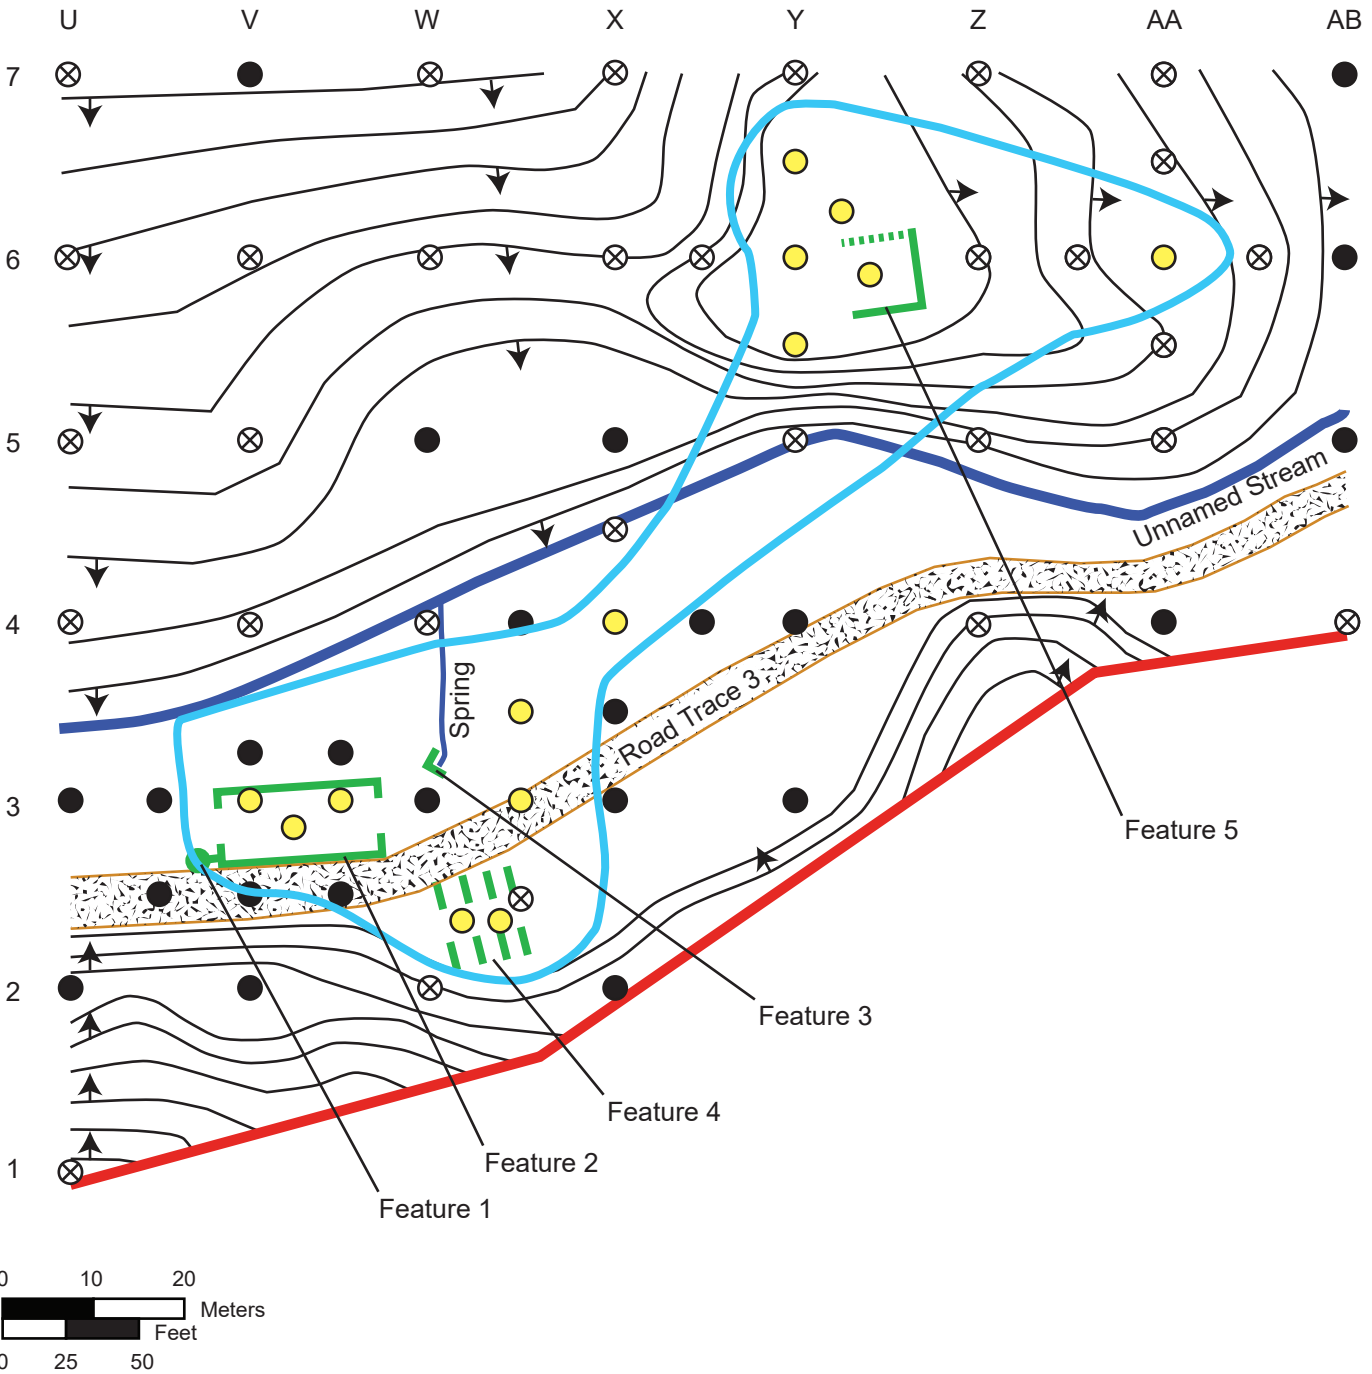 U V W X Y Z AA AB
7
6
5
Unnamed Stream
4
Spring
Road Trace 3
3
Feature 5
2
Feature 3
Feature 4
1
Feature 2
Feature 1
0 10 20
Meters
Feet
0 25 50